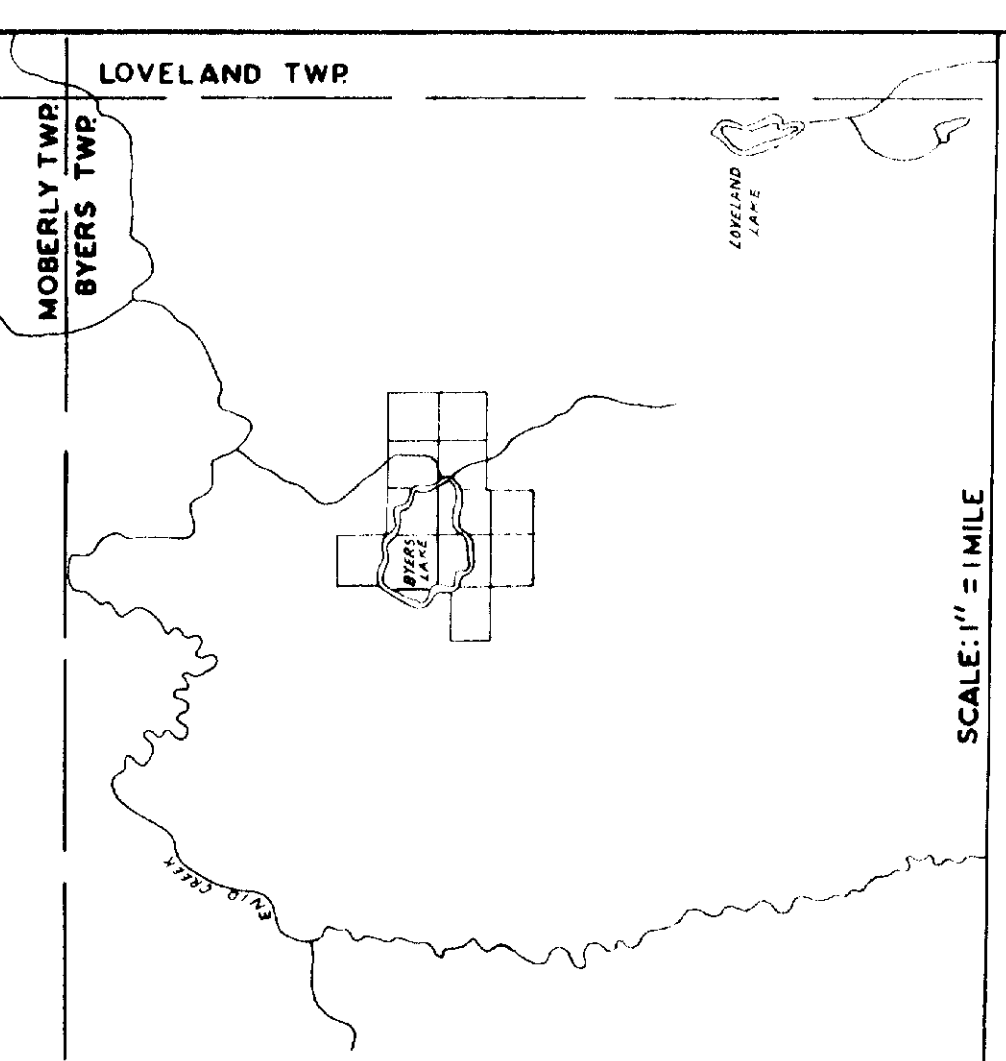 LOVELAND TWP.
MOBERLY TWP.
BYERS TWP.
LOVELAND
LAKE
BYERS
LAKE
SCALE: 1" = 1 MILE
ENID CREEK